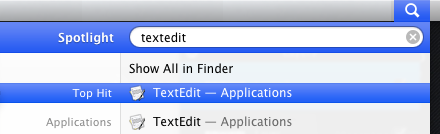 Spotlight textedit
Show All in Finder
Top Hit TextEdit — Applications
Applications TextEdit — Applications